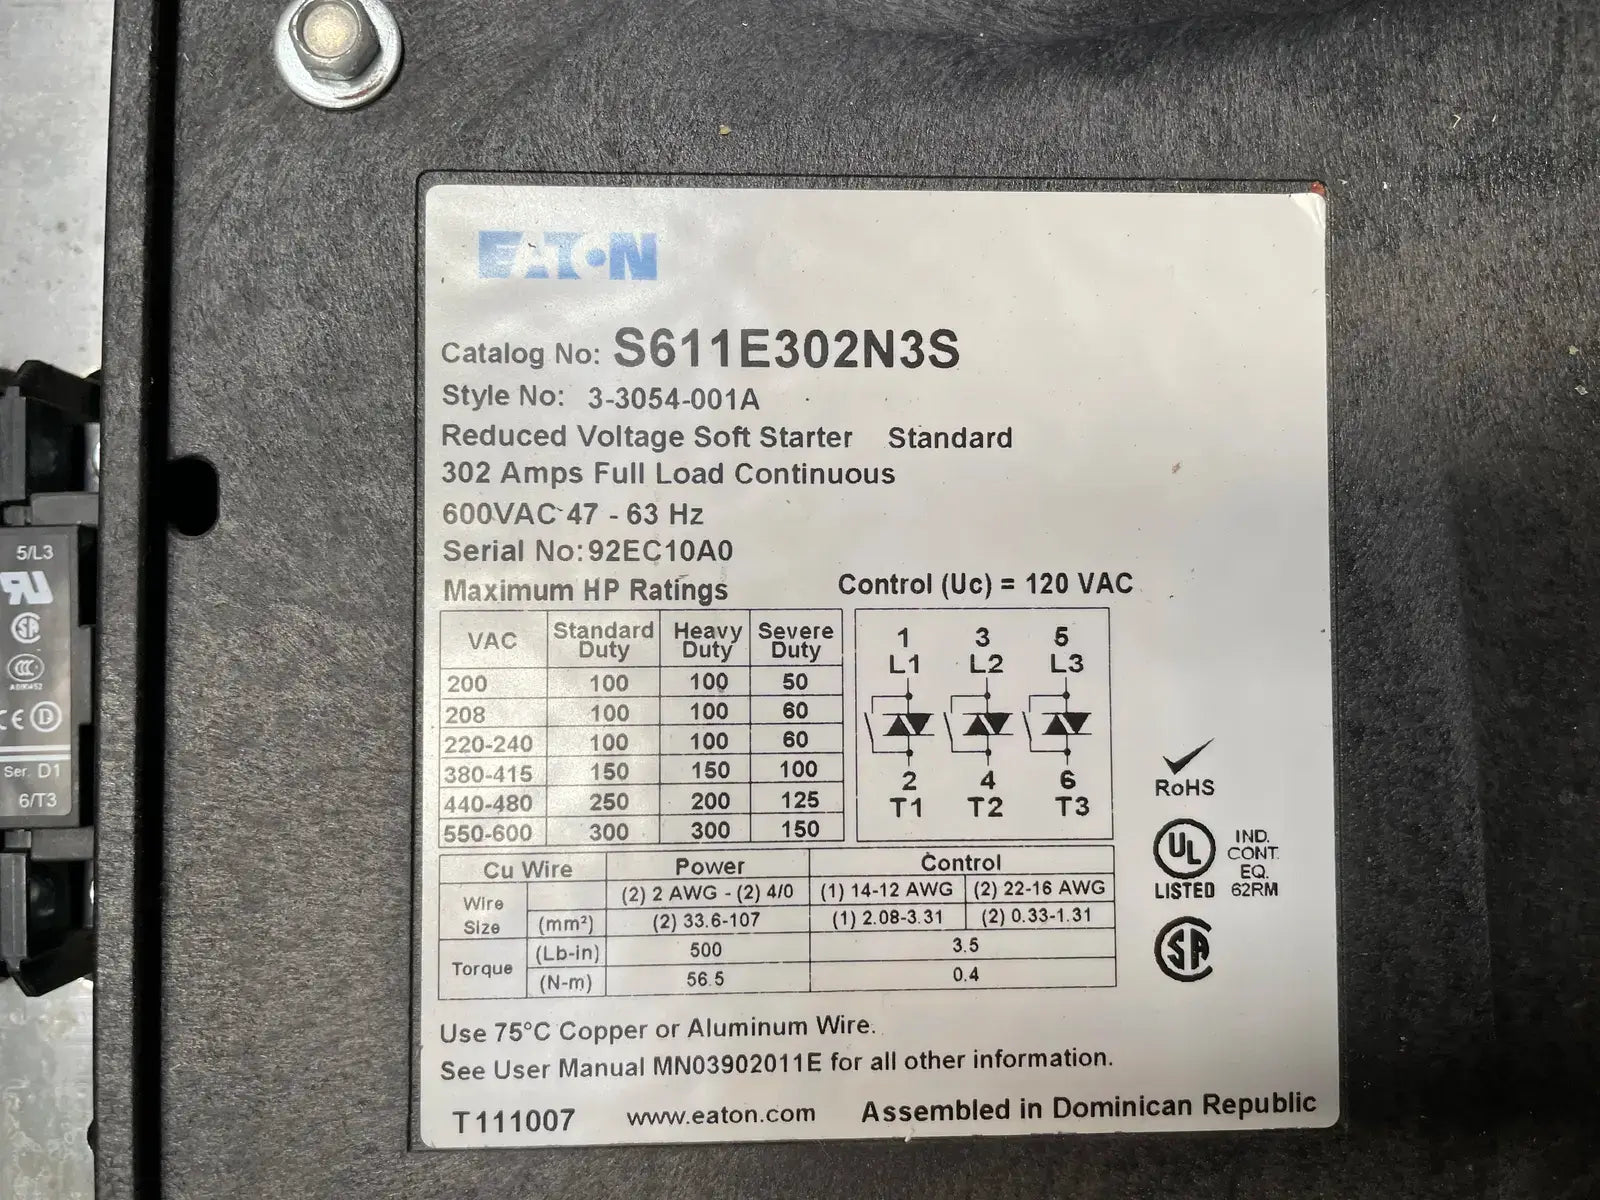 EATON
Catalog No: S611E302N3S
Style No: 3-3054-001A
Reduced Voltage Soft Starter Standard
302 Amps Full Load Continuous
600VAC 47 - 63 Hz
Serial No: 92EC10A0
Maximum HP Ratings
VAC Standard Duty Heavy Duty Severe Duty
200 100 100 50
208 100 100 60
220-240 100 100 60
380-415 150 150 100
440-480 250 200 125
550-600 300 300 150
Control (Uc) = 120 VAC
1 3 5
L1 L2 L3
2 4 6
T1 T2 T3
RoHS
UL
LISTED
IND.
CONT.
EQ.
62RM
SA
Cu Wire Power Control
Wire Size (2) 2 AWG - (2) 4/0 (1) 14-12 AWG (2) 22-16 AWG
(mm²) (2) 33.6-107 (1) 2.08-3.31 (2) 0.33-1.31
Torque (Lb-in) 500 3.5
(N-m) 56.5 0.4
Use 75°C Copper or Aluminum Wire.
See User Manual MN03902011E for all other information.
T111007 www.eaton.com Assembled in Dominican Republic
5/L3
SA
CCC
CE D
Ser. D1
6/T3